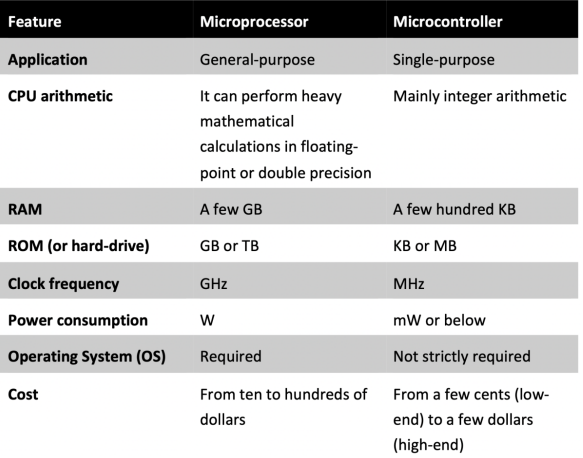 Feature Microprocessor Microcontroller
Application General-purpose Single-purpose
CPU arithmetic It can perform heavy Mainly integer arithmetic
mathematical
calculations in floating-
point or double precision
RAM A few GB A few hundred KB
ROM (or hard-drive) GB or TB KB or MB
Clock frequency GHz MHz
Power consumption W mW or below
Operating System (OS) Required Not strictly required
Cost From ten to hundreds of From a few cents (low-
dollars end) to a few dollars
(high-end)